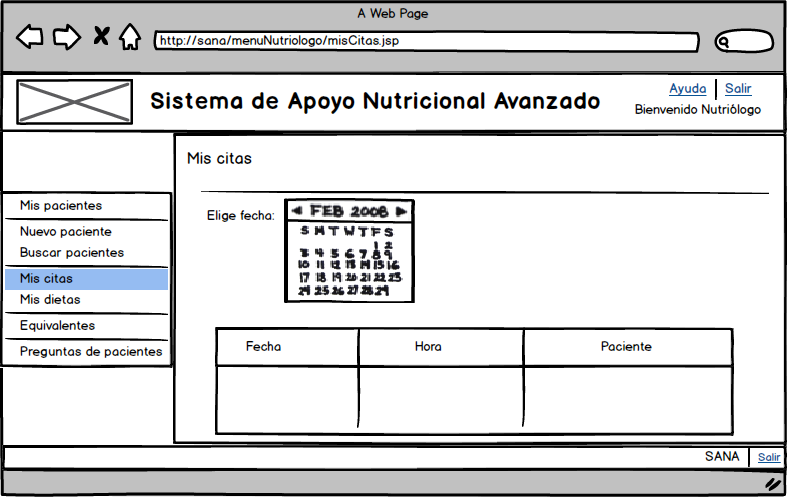 A Web Page
http://sana/menuNutriologo/misCitas.jsp
Sistema de Apoyo Nutricional Avanzado
Ayuda Salir
Bienvenido Nutriólogo
Mis citas
Mis pacientes
Nuevo paciente
Buscar pacientes
Mis citas
Mis dietas
Equivalentes
Preguntas de pacientes
Elige fecha:
FEB 2008
S M T W T F S
1 2
3 4 5 6 7 8 9
10 11 12 13 14 15 16
17 18 19 20 21 22 23
24 25 26 27 28 29
Fecha Hora Paciente
SANA Salir